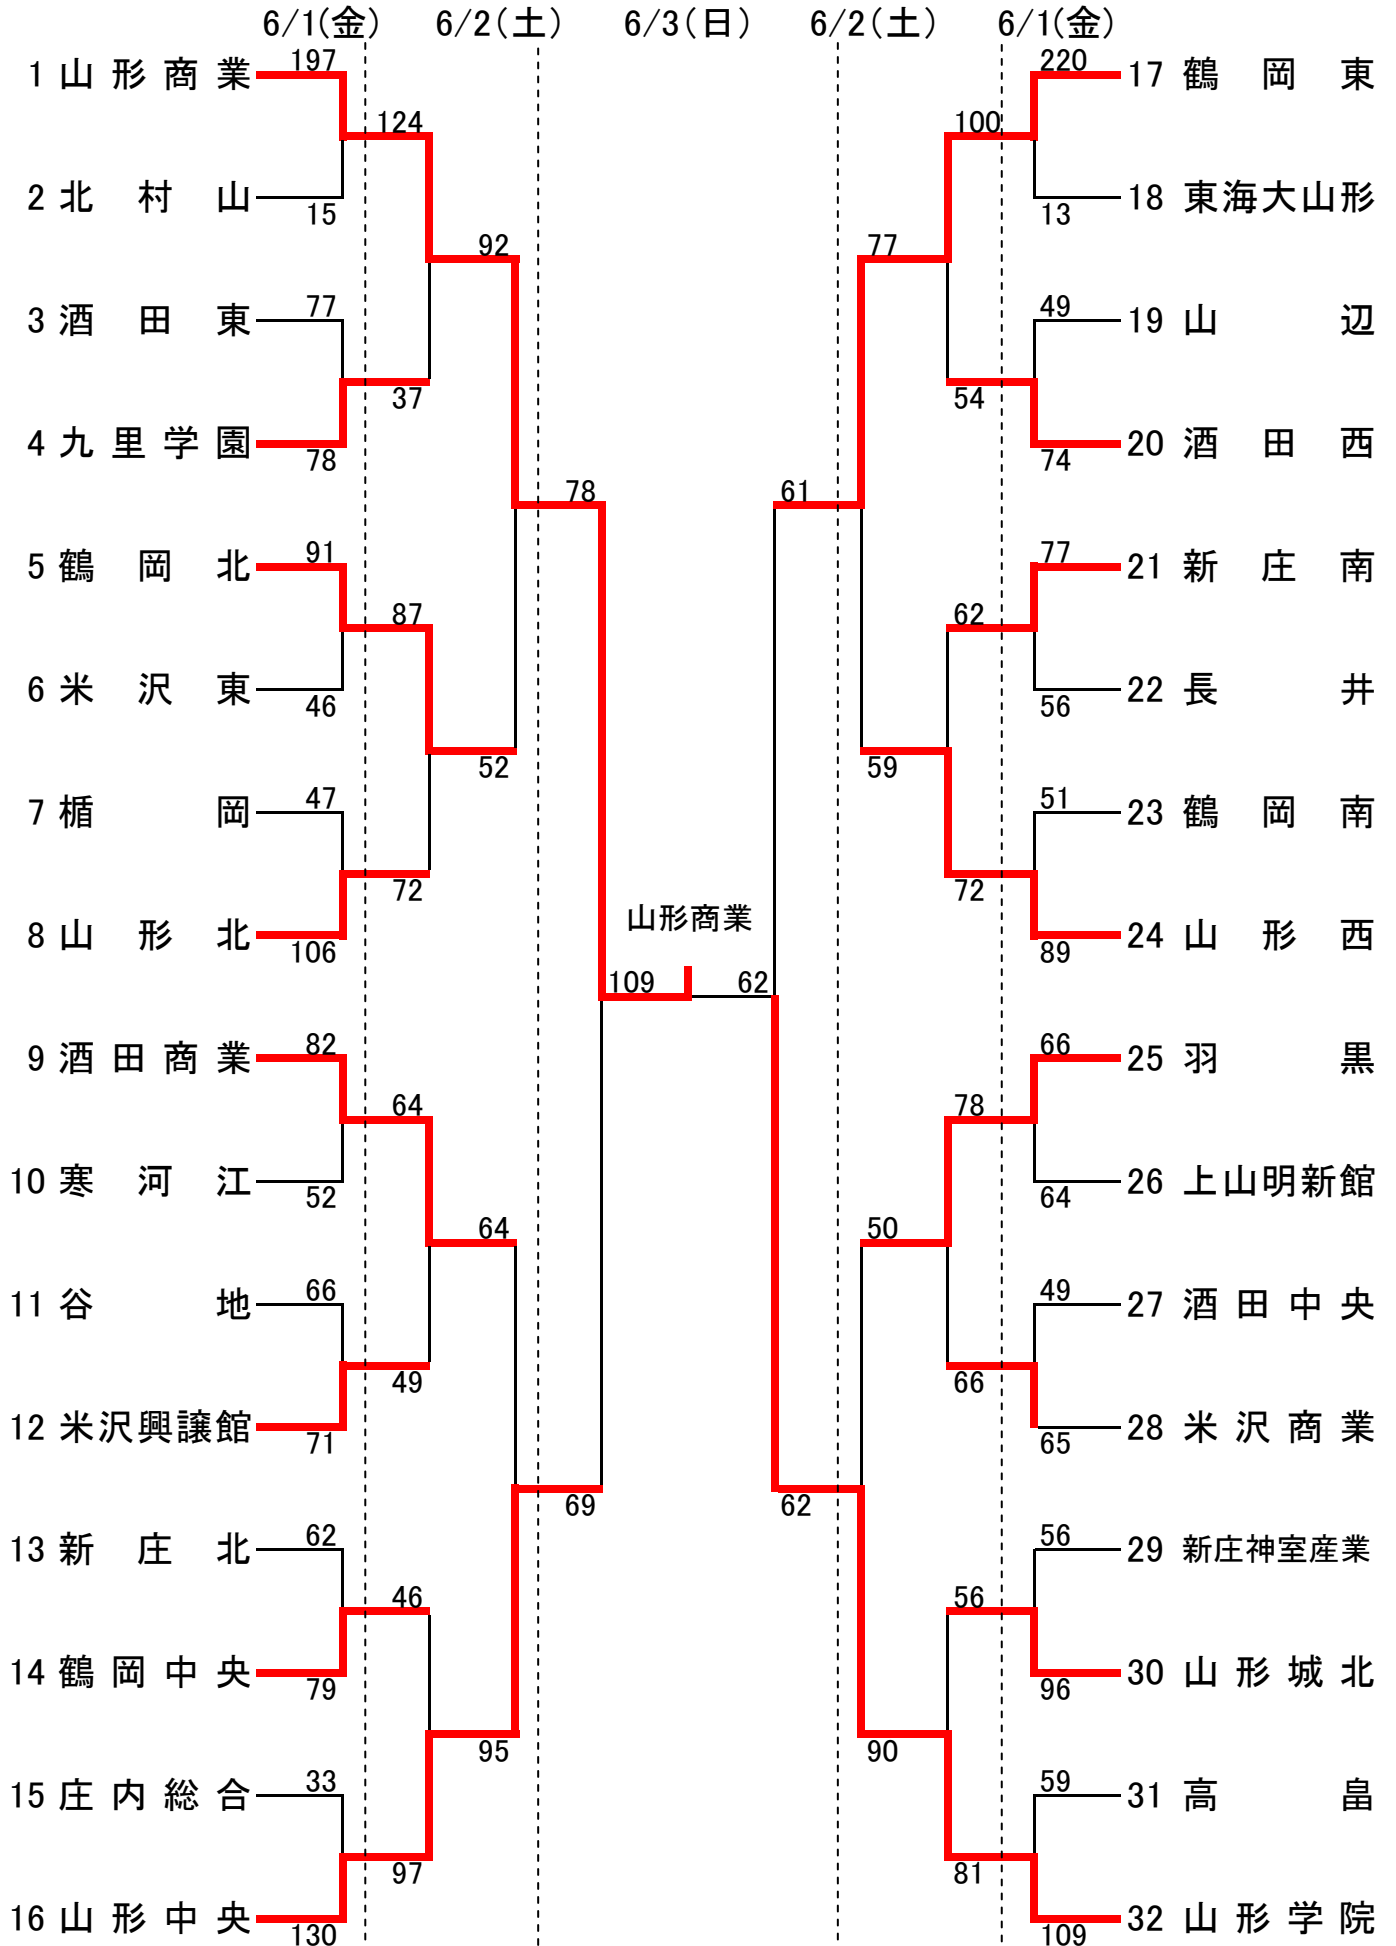 6/1(金) 6/2(土) 6/3(日) 6/2(土) 6/1(金)
1 山形商業 197
124
2 北村山 15
92
3 酒田東 77
37
4 九里学園 78
78
5 鶴岡北 91
87
6 米沢東 46
52
7 楯岡 47
72
8 山形北 106
山形商業
109 62
9 酒田商業 82
64
10 寒河江 52
64
11 谷地 66
49
12 米沢興譲館 71
69
13 新庄北 62
46
14 鶴岡中央 79
95
15 庄内総合 33
97
16 山形中央 130
220 17 鶴岡東
100
13 18 東海大山形
77
49 19 山辺
54
74 20 酒田西
61
77 21 新庄南
62
56 22 長井
59
51 23 鶴岡南
72
89 24 山形西
66 25 羽黒
78
64 26 上山明新館
50
49 27 酒田中央
66
65 28 米沢商業
62
56 29 新庄神室産業
56
96 30 山形城北
90
59 31 高畠
81
109 32 山形学院